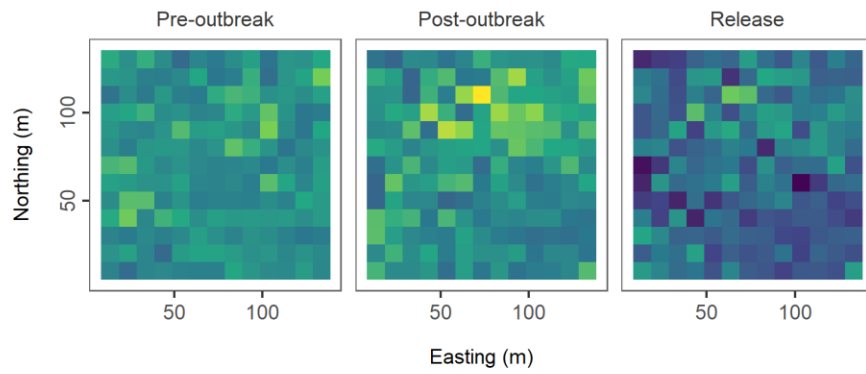 Pre-outbreak Post-outbreak Release
Northing (m)
100
50
50 100 50 100 50 100
Easting (m)